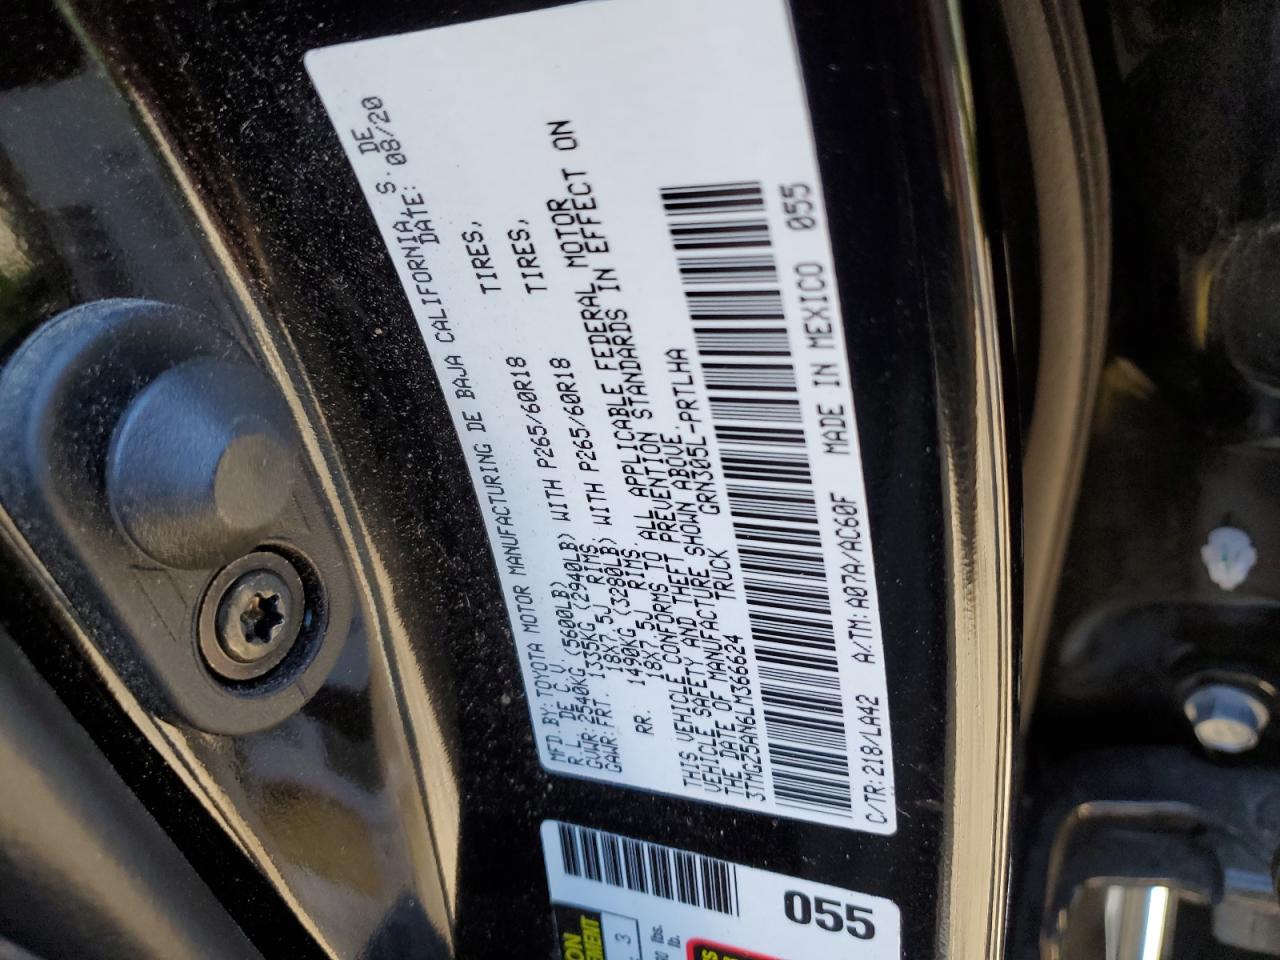 MFD. BY: TOYOTA MOTOR MANUFACTURING DE BAJA CALIFORNIA, S. DE
R.L. DE C.V. DATE: 08/20
GVWR: 2540KG (5600LB)
GAWR: FRT. 1335KG (2940LB) WITH P265/60R18 TIRES,
18X7.5J RIMS
RR. 1490KG (3280LB) WITH P265/60R18 TIRES,
18X7.5J RIMS.
THIS VEHICLE CONFORMS TO ALL APPLICABLE FEDERAL MOTOR
VEHICLE SAFETY AND THEFT PREVENTION STANDARDS IN EFFECT ON
THE DATE OF MANUFACTURE SHOWN ABOVE.
3TMGZ5AN6LM366624 TRUCK GRN305L-PRTLHA
C/TR: 218/LA42 A/TM: A07A/AC60F MADE IN MEXICO 055
055
3
lbs.
lb.